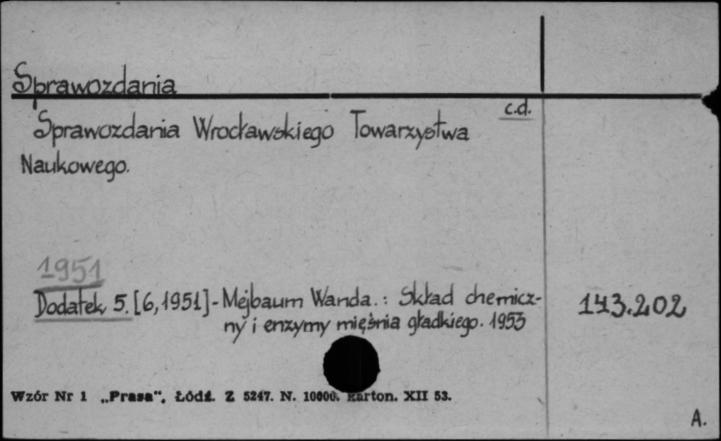 Sprawozdania
c.d.
Sprawozdania Wrocławskiego Towarzystwa
Naukowego.
1951
Dodatek 5. [6, 1951] - Mejbaum Wanda. : Skład chemicz-
ny i enzymy mięśnia gładkiego. 1953
143.202
Wzór Nr 1 „Prasa", Łódź. Z 5247. N. 10000. Karton. XII 53.
A.